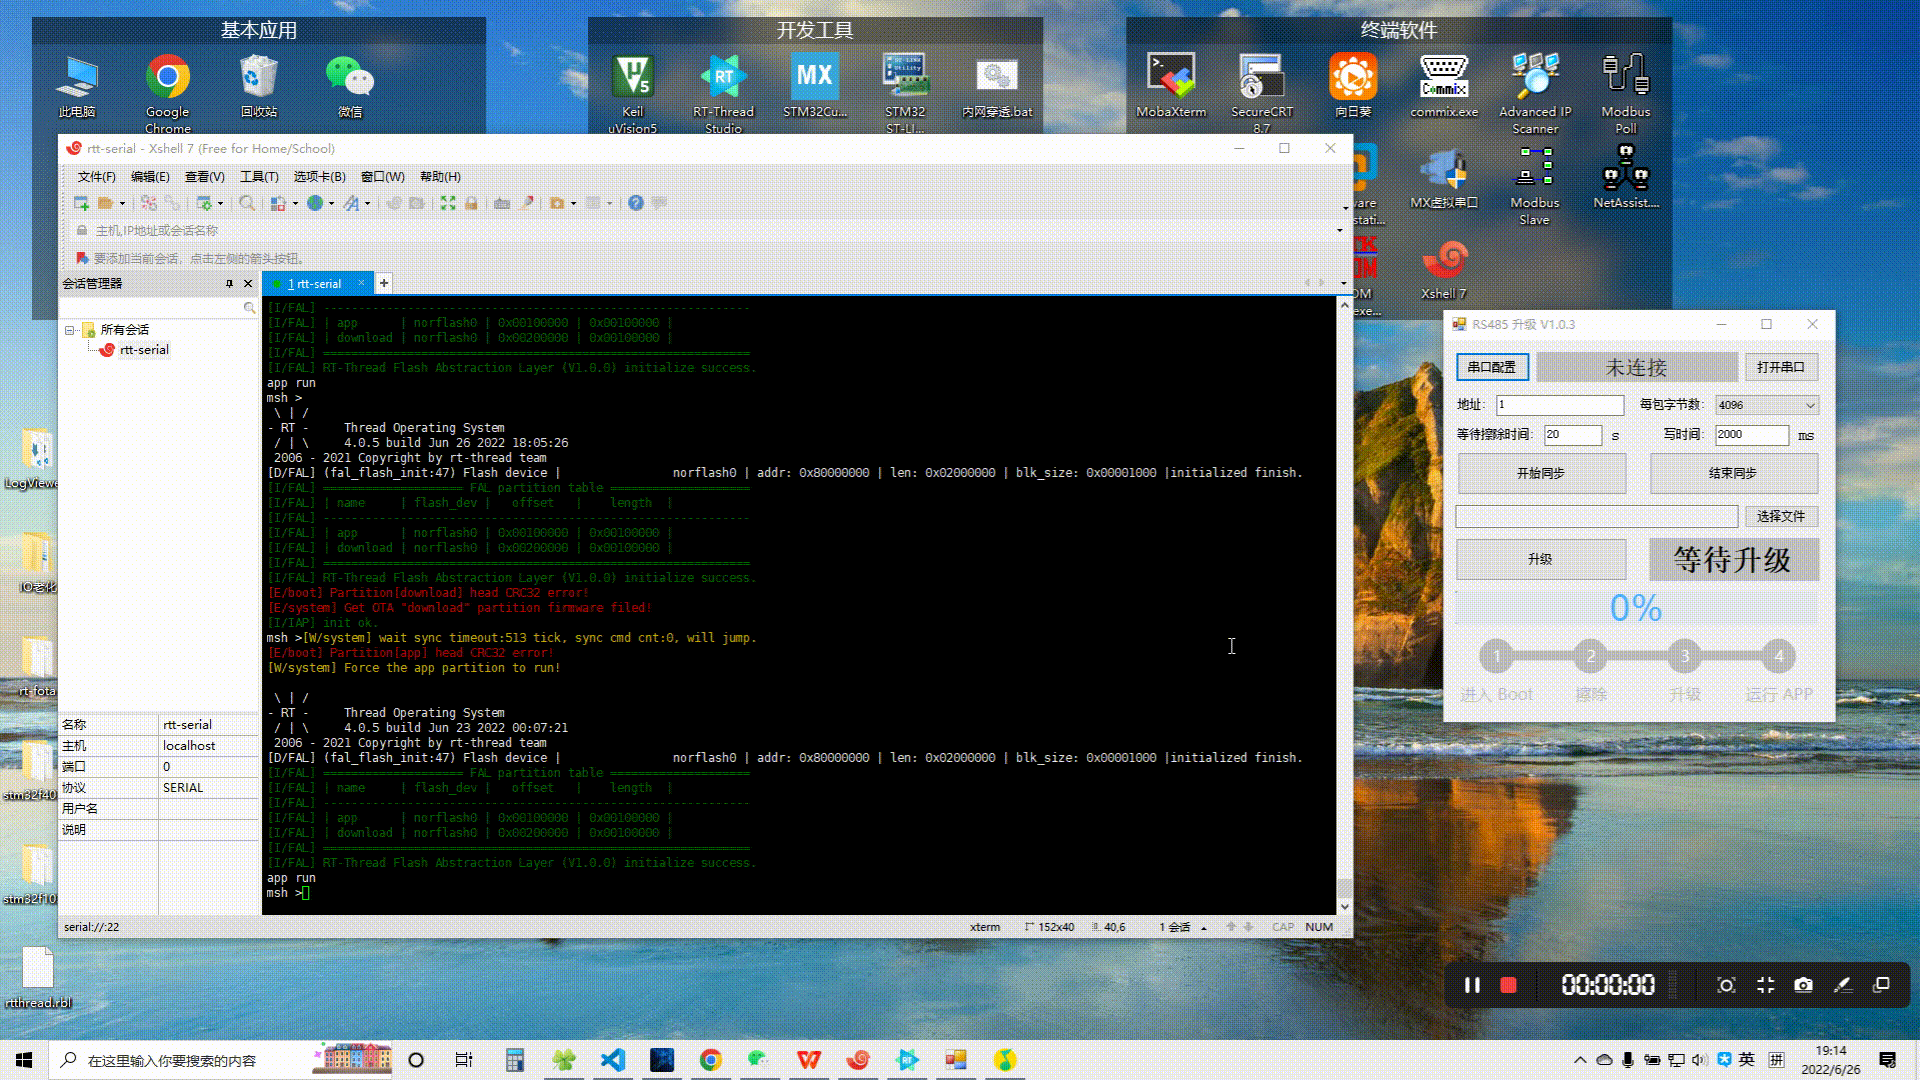 基本应用
此电脑
Google Chrome
回收站
微信
开发工具
Keil uVision5
RT-Thread Studio
STM32Cu...
STM32 ST-LI...
内网穿透.bat
终端软件
MobaXterm
SecureCRT 8.7
向日葵
commix.exe
Advanced IP Scanner
Modbus Poll
MX虚拟串口
Modbus Slave
NetAssist....
Xshell 7
LogViewe
rt-fota
stm32f40
stm32f10
rtthread.rbl
rtt-serial - Xshell 7 (Free for Home/School)
文件(F) 编辑(E) 查看(V) 工具(T) 选项卡(B) 窗口(W) 帮助(H)
主机,IP地址或会话名称
要添加当前会话，点击左侧的箭头按钮。
会话管理器
1 rtt-serial
所有会话
rtt-serial
名称 rtt-serial
主机 localhost
端口 0
协议 SERIAL
用户名
说明
[I/FAL] -------------------------------------------------------------
[I/FAL] | app      | norflash0 | 0x00100000 | 0x00100000 |
[I/FAL] | download | norflash0 | 0x00200000 | 0x00100000 |
[I/FAL] =============================================================
[I/FAL] RT-Thread Flash Abstraction Layer (V1.0.0) initialize success.
app run
msh >
\ | /
- RT -     Thread Operating System
/ | \     4.0.5 build Jun 26 2022 18:05:26
2006 - 2021 Copyright by rt-thread team
[D/FAL] (fal_flash_init:47) Flash device |                norflash0 | addr: 0x80000000 | len: 0x02000000 | blk_size: 0x00001000 |initialized finish.
[I/FAL] ==================== FAL partition table ====================
[I/FAL] | name     | flash_dev |   offset   |    length  |
[I/FAL] -------------------------------------------------------------
[I/FAL] | app      | norflash0 | 0x00100000 | 0x00100000 |
[I/FAL] | download | norflash0 | 0x00200000 | 0x00100000 |
[I/FAL] =============================================================
[I/FAL] RT-Thread Flash Abstraction Layer (V1.0.0) initialize success.
[E/boot] Partition[download] head CRC32 error!
[E/system] Get OTA "download" partition firmware filed!
[I/IAP] init ok.
msh >[W/system] wait sync timeout:513 tick, sync cmd cnt:0, will jump.
[E/boot] Partition[app] head CRC32 error!
[W/system] Force the app partition to run!
\ | /
- RT -     Thread Operating System
/ | \     4.0.5 build Jun 23 2022 00:07:21
2006 - 2021 Copyright by rt-thread team
[D/FAL] (fal_flash_init:47) Flash device |                norflash0 | addr: 0x80000000 | len: 0x02000000 | blk_size: 0x00001000 |initialized finish.
[I/FAL] ==================== FAL partition table ====================
[I/FAL] | name     | flash_dev |   offset   |    length  |
[I/FAL] -------------------------------------------------------------
[I/FAL] | app      | norflash0 | 0x00100000 | 0x00100000 |
[I/FAL] | download | norflash0 | 0x00200000 | 0x00100000 |
[I/FAL] =============================================================
[I/FAL] RT-Thread Flash Abstraction Layer (V1.0.0) initialize success.
app run
msh >
serial://:22 xterm 152x40 40,6 1 会话 CAP NUM
RS485 升级 V1.0.3
串口配置 未连接 打开串口
地址: 1 每包字节数: 4096
等待擦除时间: 20 s 写时间: 2000 ms
开始同步 结束同步
选择文件
升级 等待升级
0%
1 2 3 4
进入 Boot 擦除 升级 运行 APP
00:00:00
在这里输入你要搜索的内容
英 拼
19:14
2022/6/26